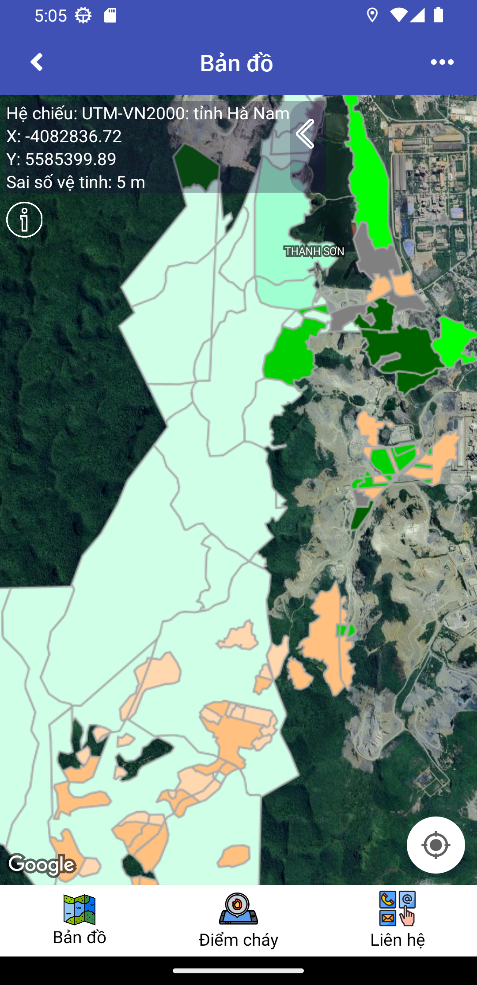 5:05
Bản đồ
Hệ chiếu: UTM-VN2000: tỉnh Hà Nam
X: -4082836.72
Y: 5585399.89
Sai số vệ tinh: 5 m
THANH SƠN
Google
Bản đồ
Điểm cháy
Liên hệ